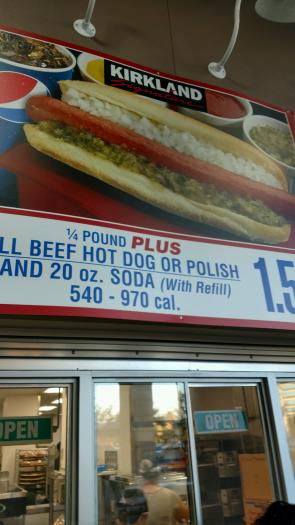 KIRKLAND
Signature
1/4 POUND PLUS
LL BEEF HOT DOG OR POLISH
AND 20 oz. SODA (With Refill)
540 - 970 cal.
1.5
OPEN
OPEN